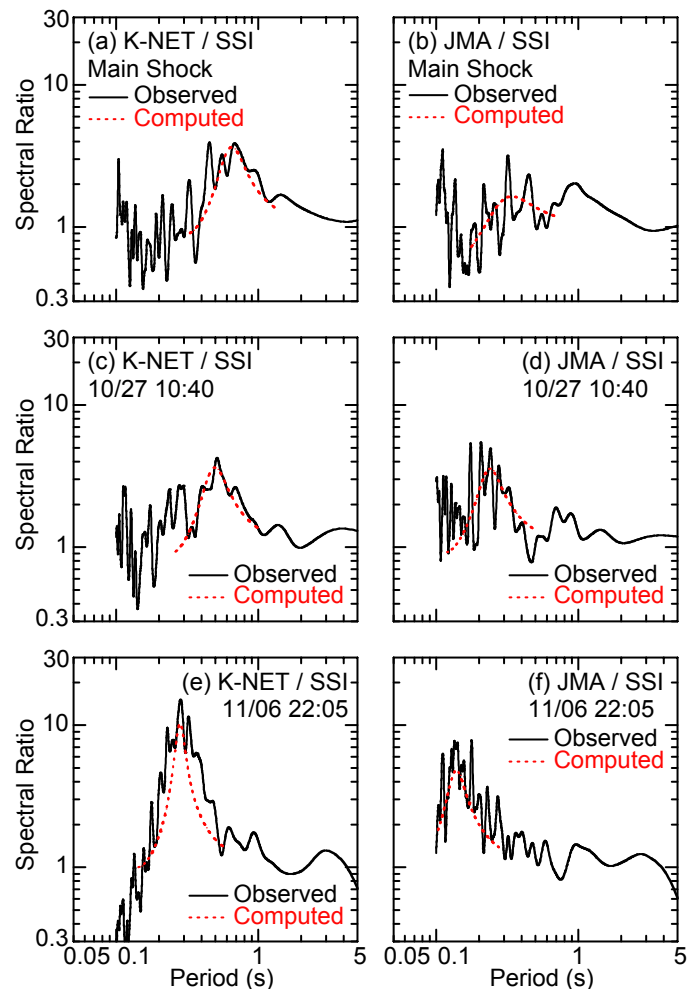 30
(a) K-NET / SSI
Main Shock
Observed
Computed
10
1
0.3
Spectral Ratio
(b) JMA / SSI
Main Shock
Observed
Computed
30
(c) K-NET / SSI
10/27 10:40
10
1
0.3
Spectral Ratio
Observed
Computed
(d) JMA / SSI
10/27 10:40
Observed
Computed
30
(e) K-NET / SSI
11/06 22:05
10
1
0.3
Spectral Ratio
Observed
Computed
0.05 0.1 1 5
Period (s)
(f) JMA / SSI
11/06 22:05
Observed
Computed
0.05 0.1 1 5
Period (s)